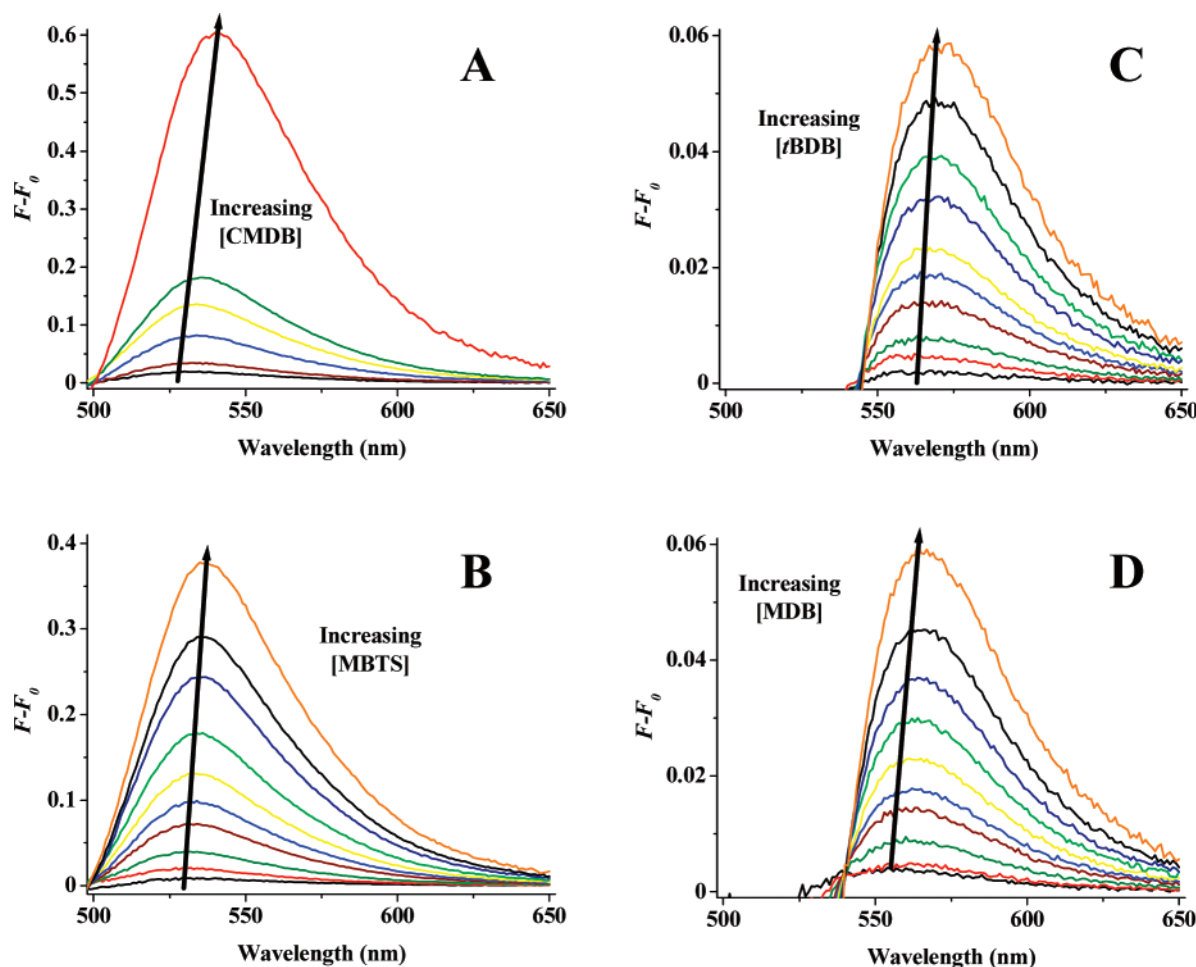 A
0.6
0.5
0.4
0.3
0.2
0.1
0
F-F0
Increasing
[CMDB]
500 550 600 650
Wavelength (nm)
C
0.06
0.04
0.02
0
F-F0
Increasing
[tBDB]
500 550 600 650
Wavelength (nm)
B
0.4
0.3
0.2
0.1
0
F-F0
Increasing
[MBTS]
500 550 600 650
Wavelength (nm)
D
0.06
0.04
0.02
0
F-F0
Increasing
[MDB]
500 550 600 650
Wavelength (nm)